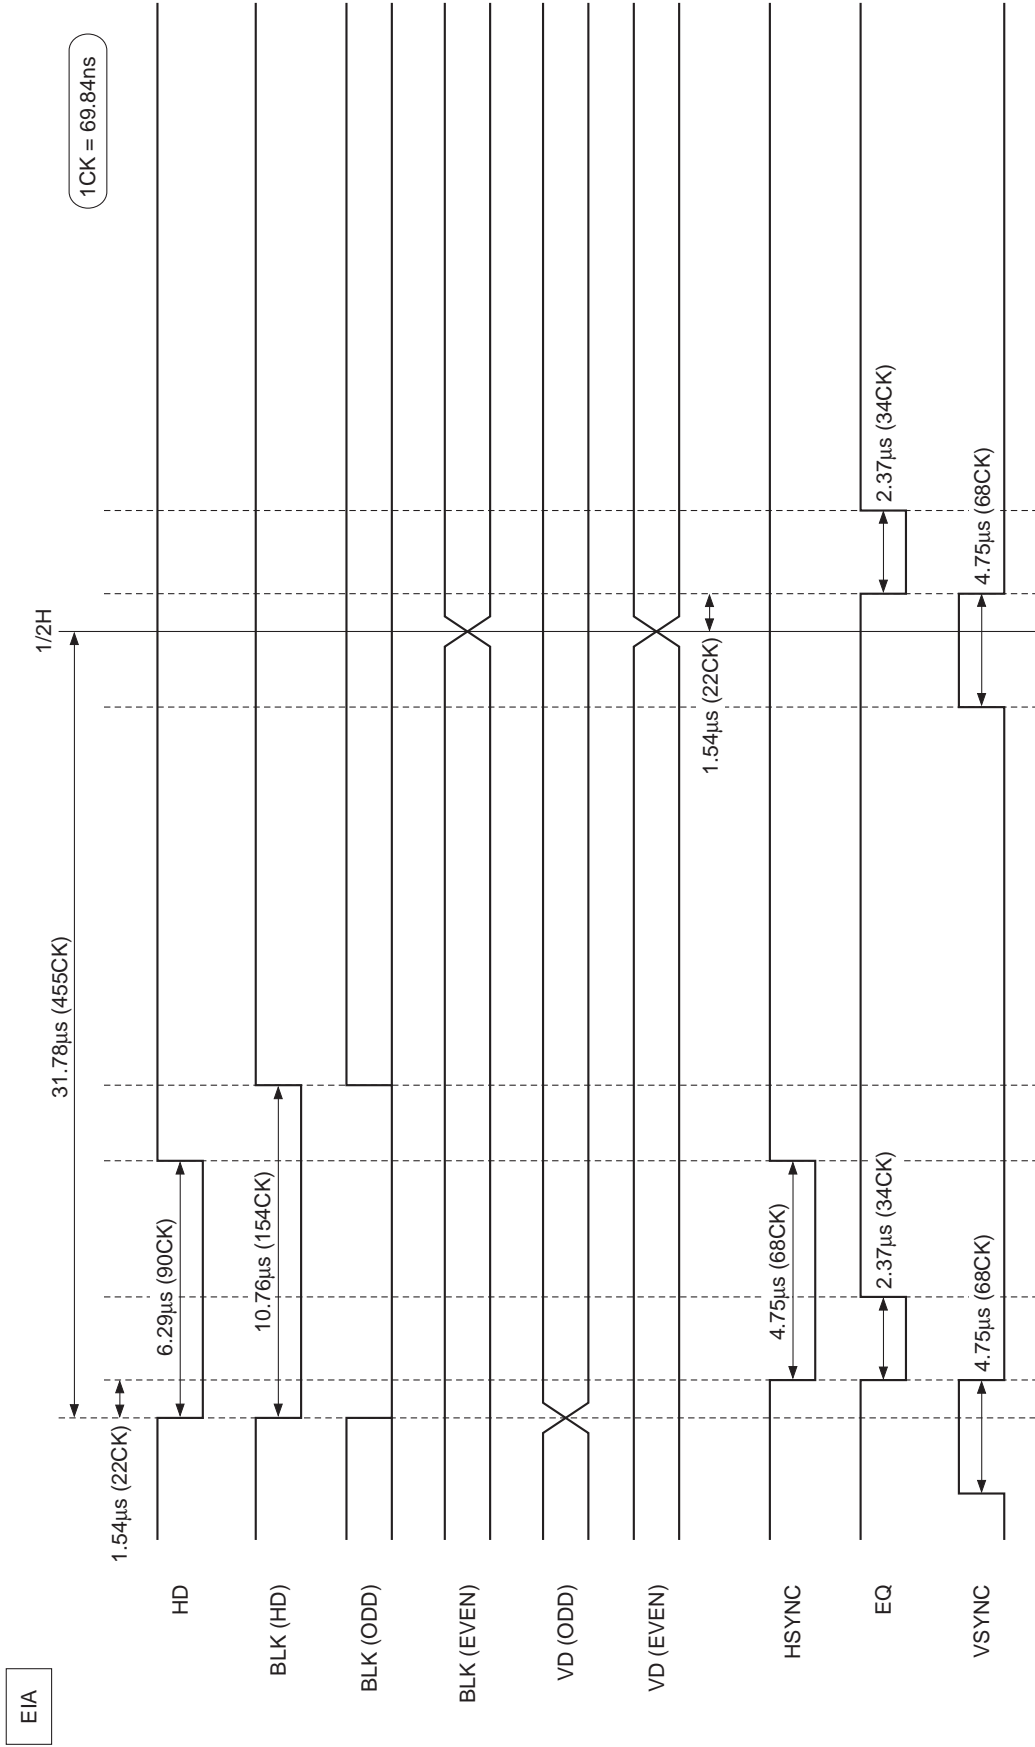 EIA
1CK = 69.84ns
31.78μs (455CK)
1/2H
1.54μs (22CK)
HD
6.29μs (90CK)
BLK (HD)
10.76μs (154CK)
BLK (ODD)
BLK (EVEN)
VD (ODD)
VD (EVEN)
1.54μs (22CK)
HSYNC
4.75μs (68CK)
EQ
2.37μs (34CK)
2.37μs (34CK)
VSYNC
4.75μs (68CK)
4.75μs (68CK)